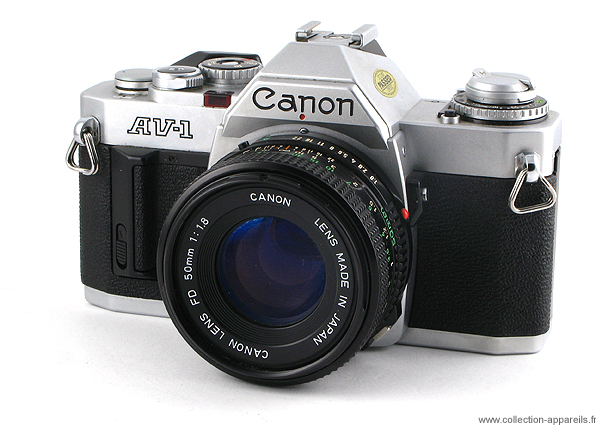 Canon
AV-1
PASSED
CANON
LENS MADE IN JAPAN
CANON LENS FD 50mm 1:1.8
www.collection-appareils.fr